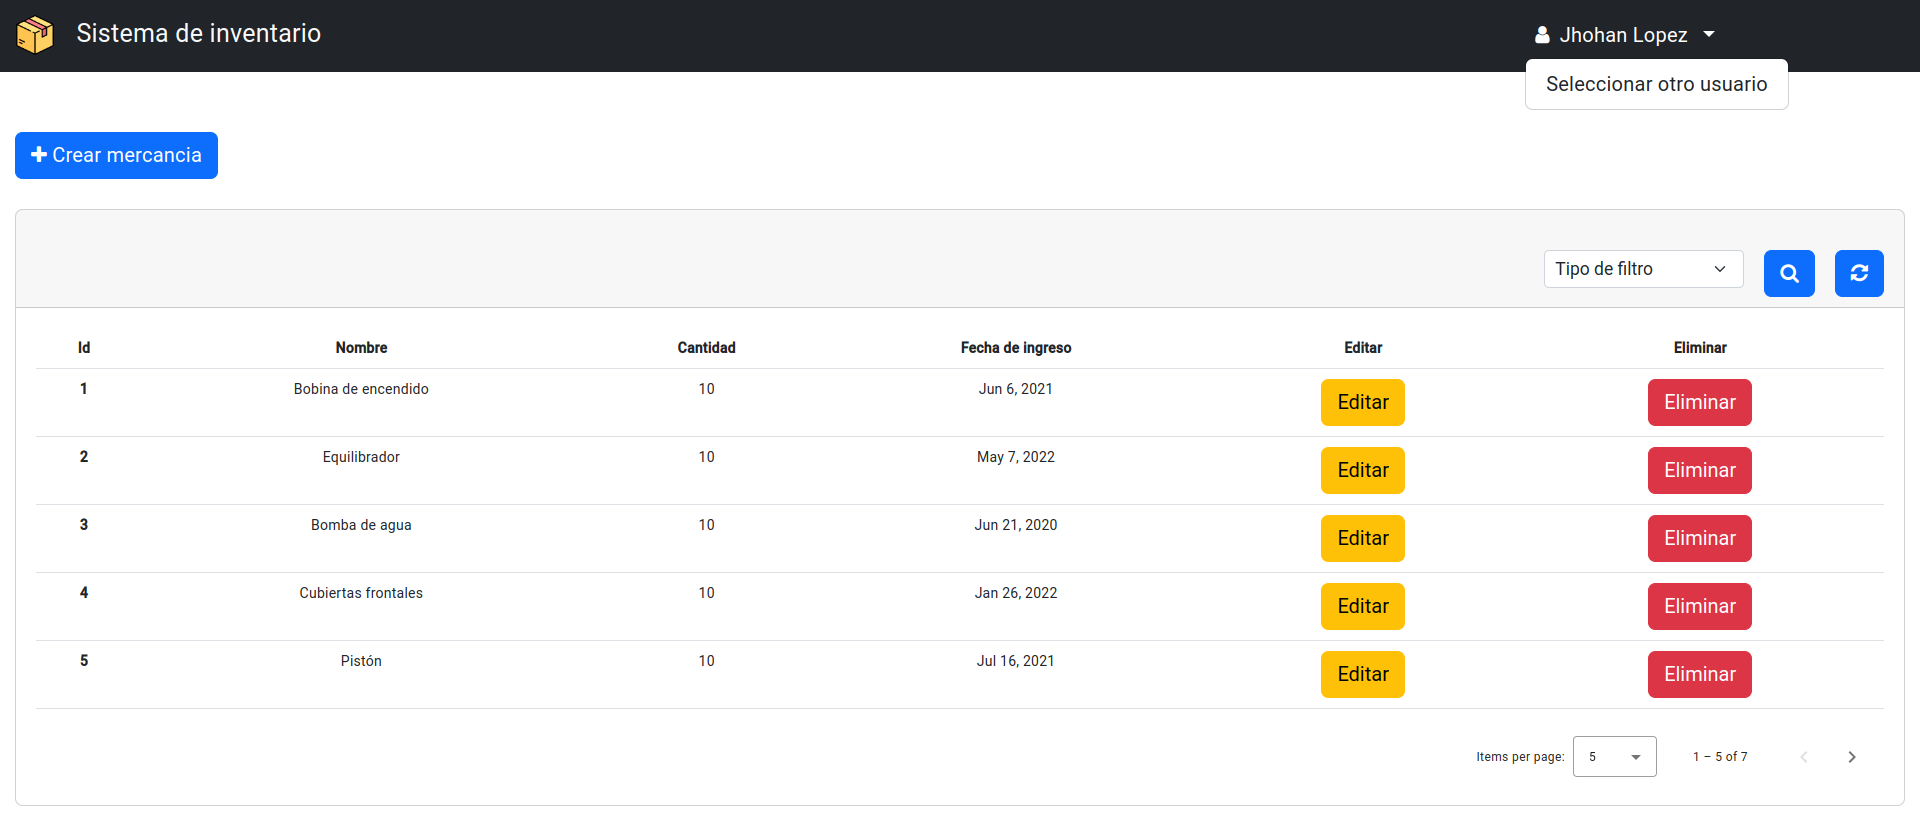 Sistema de inventario
Jhohan Lopez
Seleccionar otro usuario
Crear mercancia
Tipo de filtro
Id Nombre Cantidad Fecha de ingreso Editar Eliminar
1 Bobina de encendido 10 Jun 6, 2021 Editar Eliminar
2 Equilibrador 10 May 7, 2022 Editar Eliminar
3 Bomba de agua 10 Jun 21, 2020 Editar Eliminar
4 Cubiertas frontales 10 Jan 26, 2022 Editar Eliminar
5 Pistón 10 Jul 16, 2021 Editar Eliminar
Items per page: 5 1 – 5 of 7